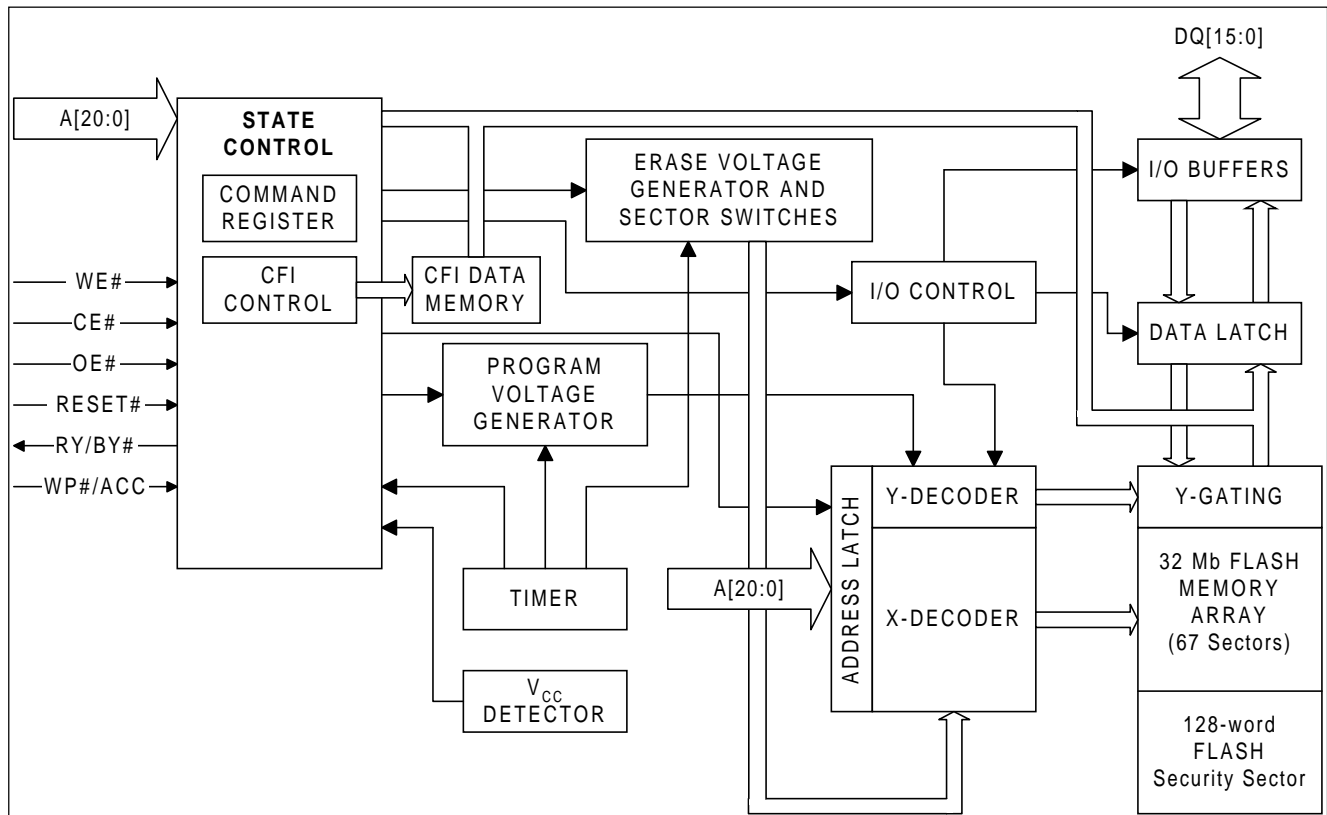 DQ[15:0]
A[20:0]
STATE
CONTROL
COMMAND
REGISTER
CFI
CONTROL
CFI DATA
MEMORY
ERASE VOLTAGE
GENERATOR AND
SECTOR SWITCHES
I/O BUFFERS
WE#
CE#
OE#
RESET#
RY/BY#
WP#/ACC
I/O CONTROL
DATA LATCH
PROGRAM
VOLTAGE
GENERATOR
TIMER
VCC
DETECTOR
A[20:0]
ADDRESS LATCH
Y-DECODER
X-DECODER
Y-GATING
32 Mb FLASH
MEMORY
ARRAY
(67 Sectors)
128-word
FLASH
Security Sector